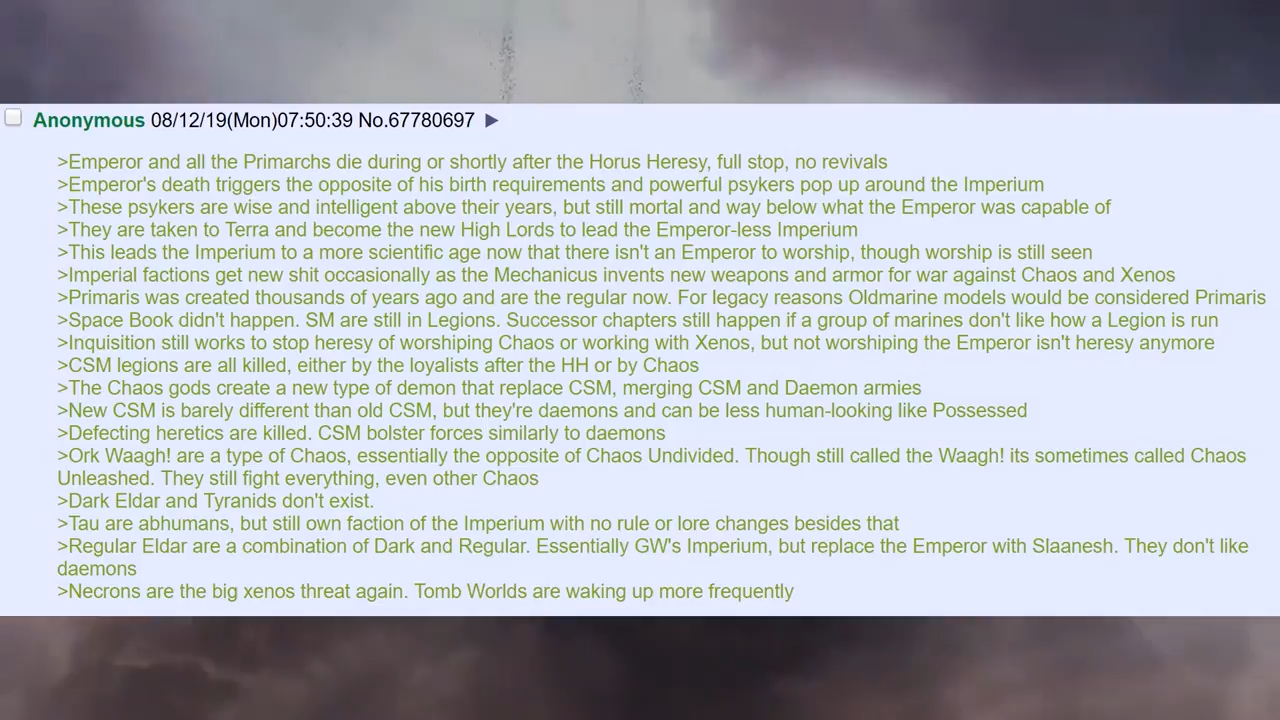 Anonymous 08/12/19(Mon)07:50:39 No.67780697 ▶
>Emperor and all the Primarchs die during or shortly after the Horus Heresy, full stop, no revivals
>Emperor's death triggers the opposite of his birth requirements and powerful psykers pop up around the Imperium
>These psykers are wise and intelligent above their years, but still mortal and way below what the Emperor was capable of
>They are taken to Terra and become the new High Lords to lead the Emperor-less Imperium
>This leads the Imperium to a more scientific age now that there isn't an Emperor to worship, though worship is still seen
>Imperial factions get new shit occasionally as the Mechanicus invents new weapons and armor for war against Chaos and Xenos
>Primaris was created thousands of years ago and are the regular now. For legacy reasons Oldmarine models would be considered Primaris
>Space Book didn't happen. SM are still in Legions. Successor chapters still happen if a group of marines don't like how a Legion is run
>Inquisition still works to stop heresy of worshiping Chaos or working with Xenos, but not worshiping the Emperor isn't heresy anymore
>CSM legions are all killed, either by the loyalists after the HH or by Chaos
>The Chaos gods create a new type of demon that replace CSM, merging CSM and Daemon armies
>New CSM is barely different than old CSM, but they're daemons and can be less human-looking like Possessed
>Defecting heretics are killed. CSM bolster forces similarly to daemons
>Ork Waagh! are a type of Chaos, essentially the opposite of Chaos Undivided. Though still called the Waagh! its sometimes called Chaos
Unleashed. They still fight everything, even other Chaos
>Dark Eldar and Tyranids don't exist.
>Tau are abhumans, but still own faction of the Imperium with no rule or lore changes besides that
>Regular Eldar are a combination of Dark and Regular. Essentially GW's Imperium, but replace the Emperor with Slaanesh. They don't like
daemons
>Necrons are the big xenos threat again. Tomb Worlds are waking up more frequently